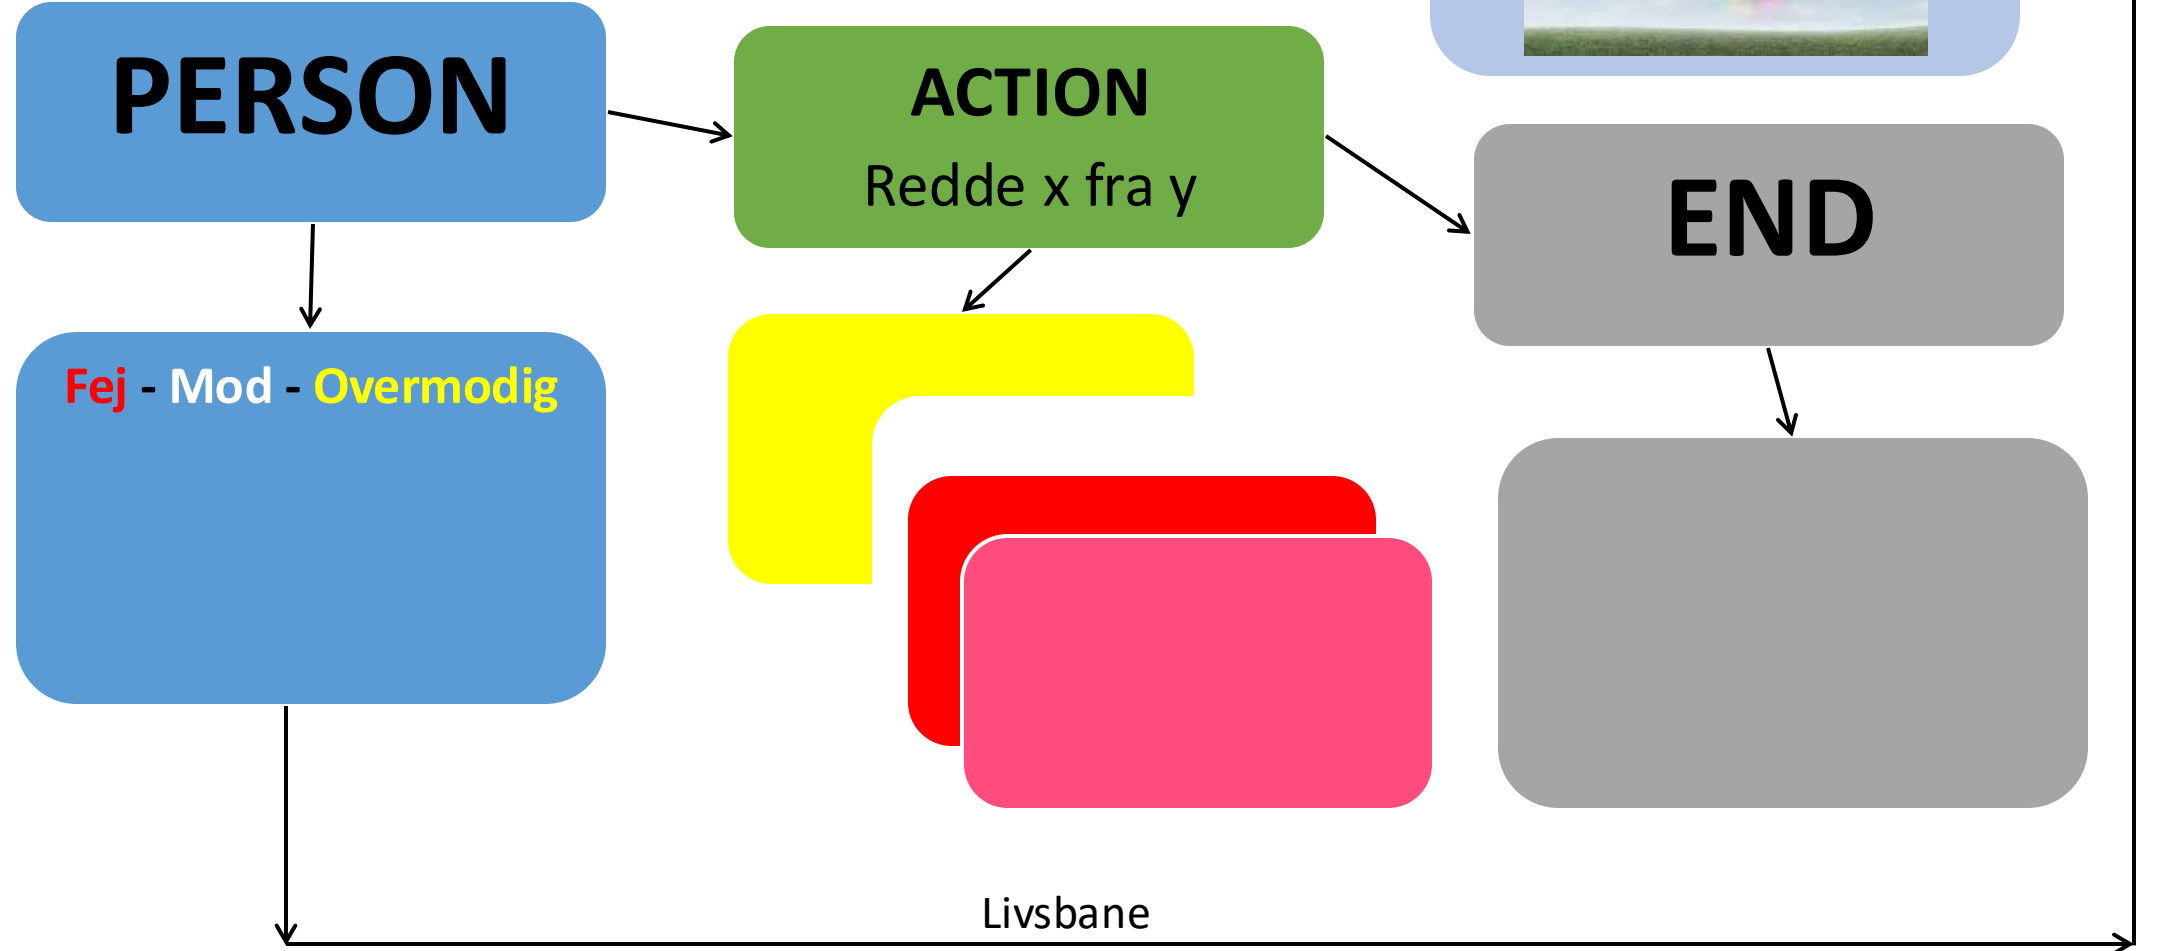 PERSON
ACTION
Redde x fra y
END
Fej - Mod - Overmodig
Livsbane